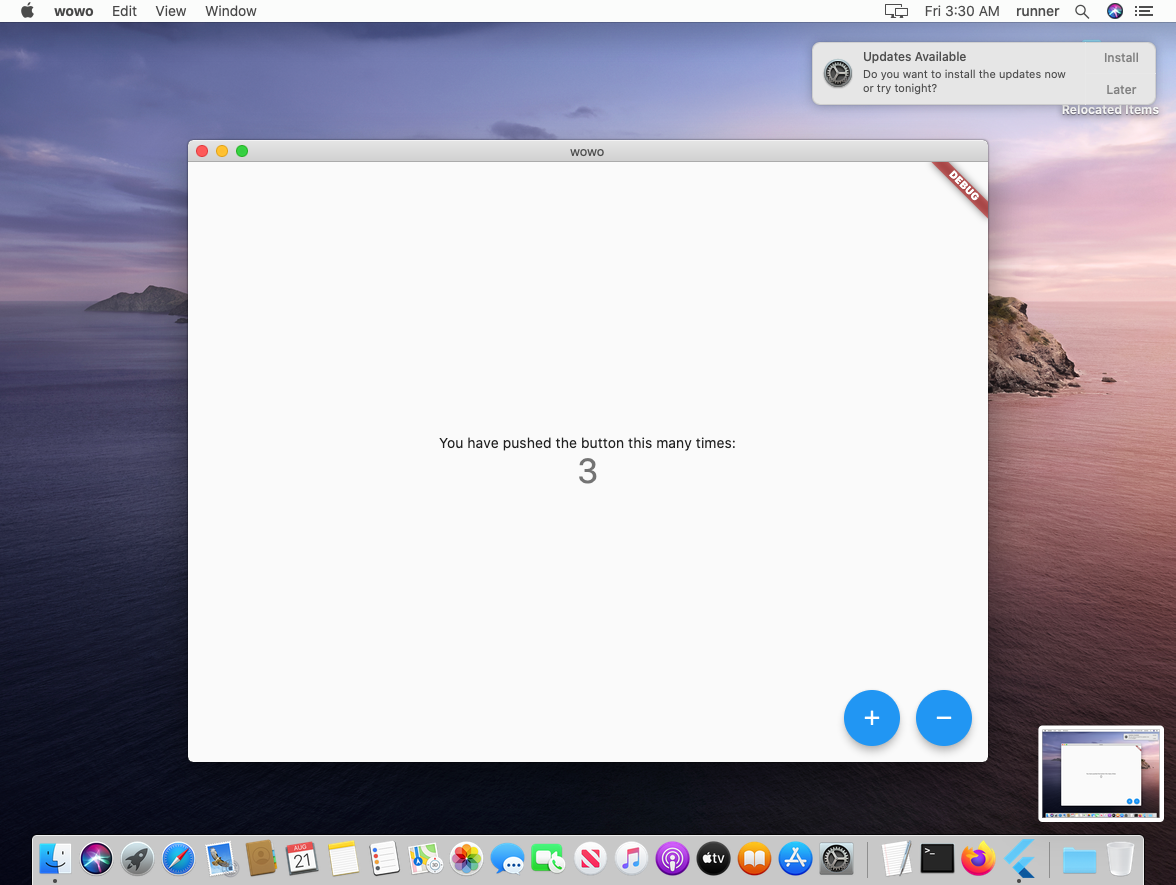 wowo Edit View Window Fri 3:30 AM runner
Updates Available
Install
Do you want to install the updates now
or try tonight?
Later
Relocated Items
wowo
DEBUG
You have pushed the button this many times:
3
+ −
AUG
21
tv
>_